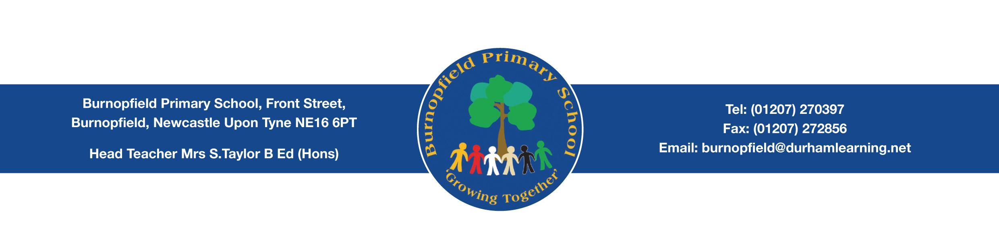 Burnopfield Primary School, Front Street,
Burnopfield, Newcastle Upon Tyne NE16 6PT
Head Teacher Mrs S.Taylor B Ed (Hons)
Burnopfield Primary School
‘Growing Together’
Tel: (01207) 270397
Fax: (01207) 272856
Email: burnopfield@durhamlearning.net